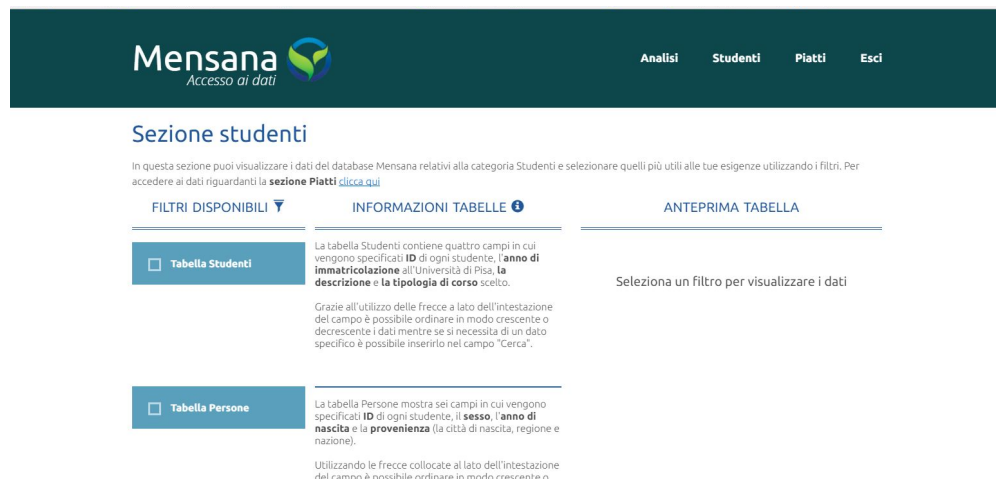 Mensana
Accesso ai dati
Analisi Studenti Piatti Esci
Sezione studenti
In questa sezione puoi visualizzare i dati del database Mensana relativi alla categoria Studenti e selezionare quelli più utili alle tue esigenze utilizzando i filtri. Per
accedere ai dati riguardanti la sezione Piatti clicca qui
FILTRI DISPONIBILI
INFORMAZIONI TABELLE
ANTEPRIMA TABELLA
Tabella Studenti
La tabella Studenti contiene quattro campi in cui
vengono specificati ID di ogni studente, l'anno di
immatricolazione all'Università di Pisa, la
descrizione e la tipologia di corso scelto.
Grazie all'utilizzo delle frecce a lato dell'intestazione
del campo è possibile ordinare in modo crescente o
decrescente i dati mentre se si necessita di un dato
specifico è possibile inserirlo nel campo "Cerca".
Seleziona un filtro per visualizzare i dati
Tabella Persone
La tabella Persone mostra sei campi in cui vengono
specificati ID di ogni studente, il sesso, l'anno di
nascita e la provenienza (la città di nascita, regione e
nazione).
Utilizzando le frecce collocate al lato dell'intestazione
del campo è possibile ordinare in modo crescente o